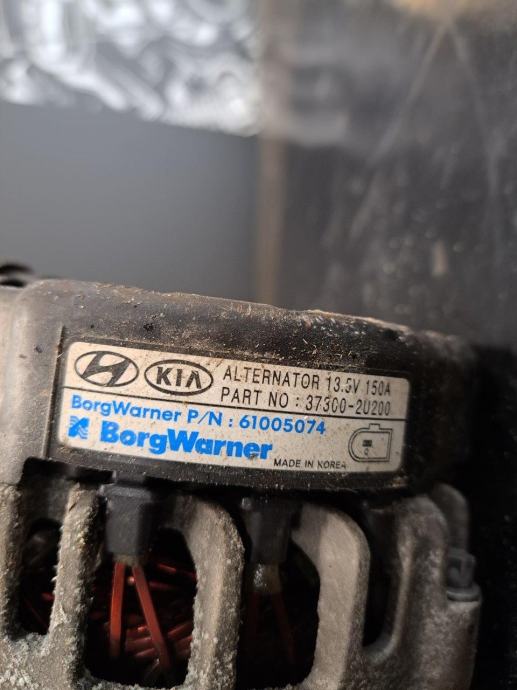 KIA ALTERNATOR 13.5V 150A
PART NO : 37300-2U200
BorgWarner P/N : 61005074
BorgWarner
MADE IN KOREA